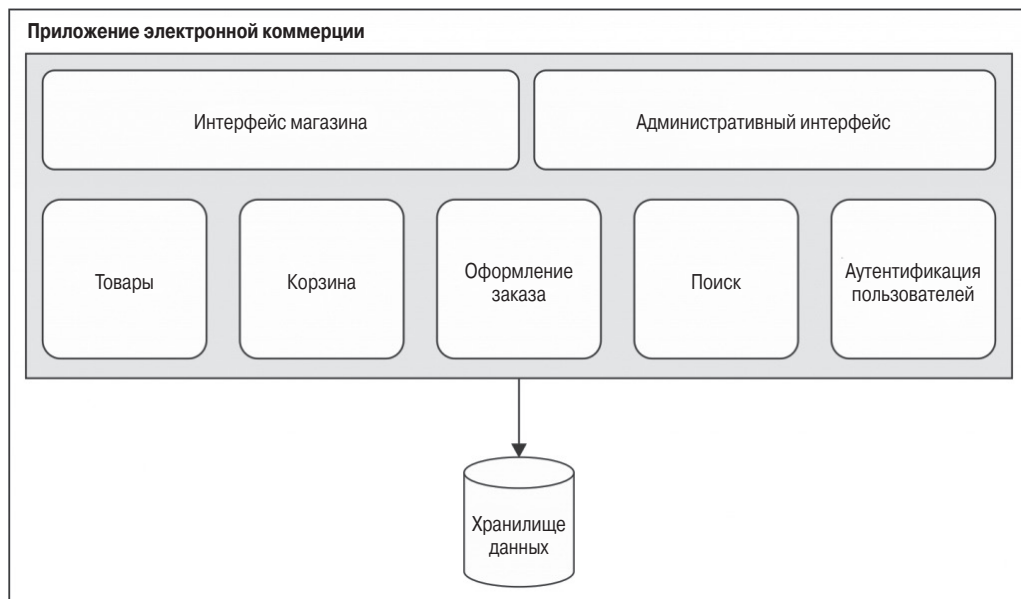 Приложение электронной коммерции
Интерфейс магазина
Административный интерфейс
Товары
Корзина
Оформление
заказа
Поиск
Аутентификация
пользователей
Хранилище
данных